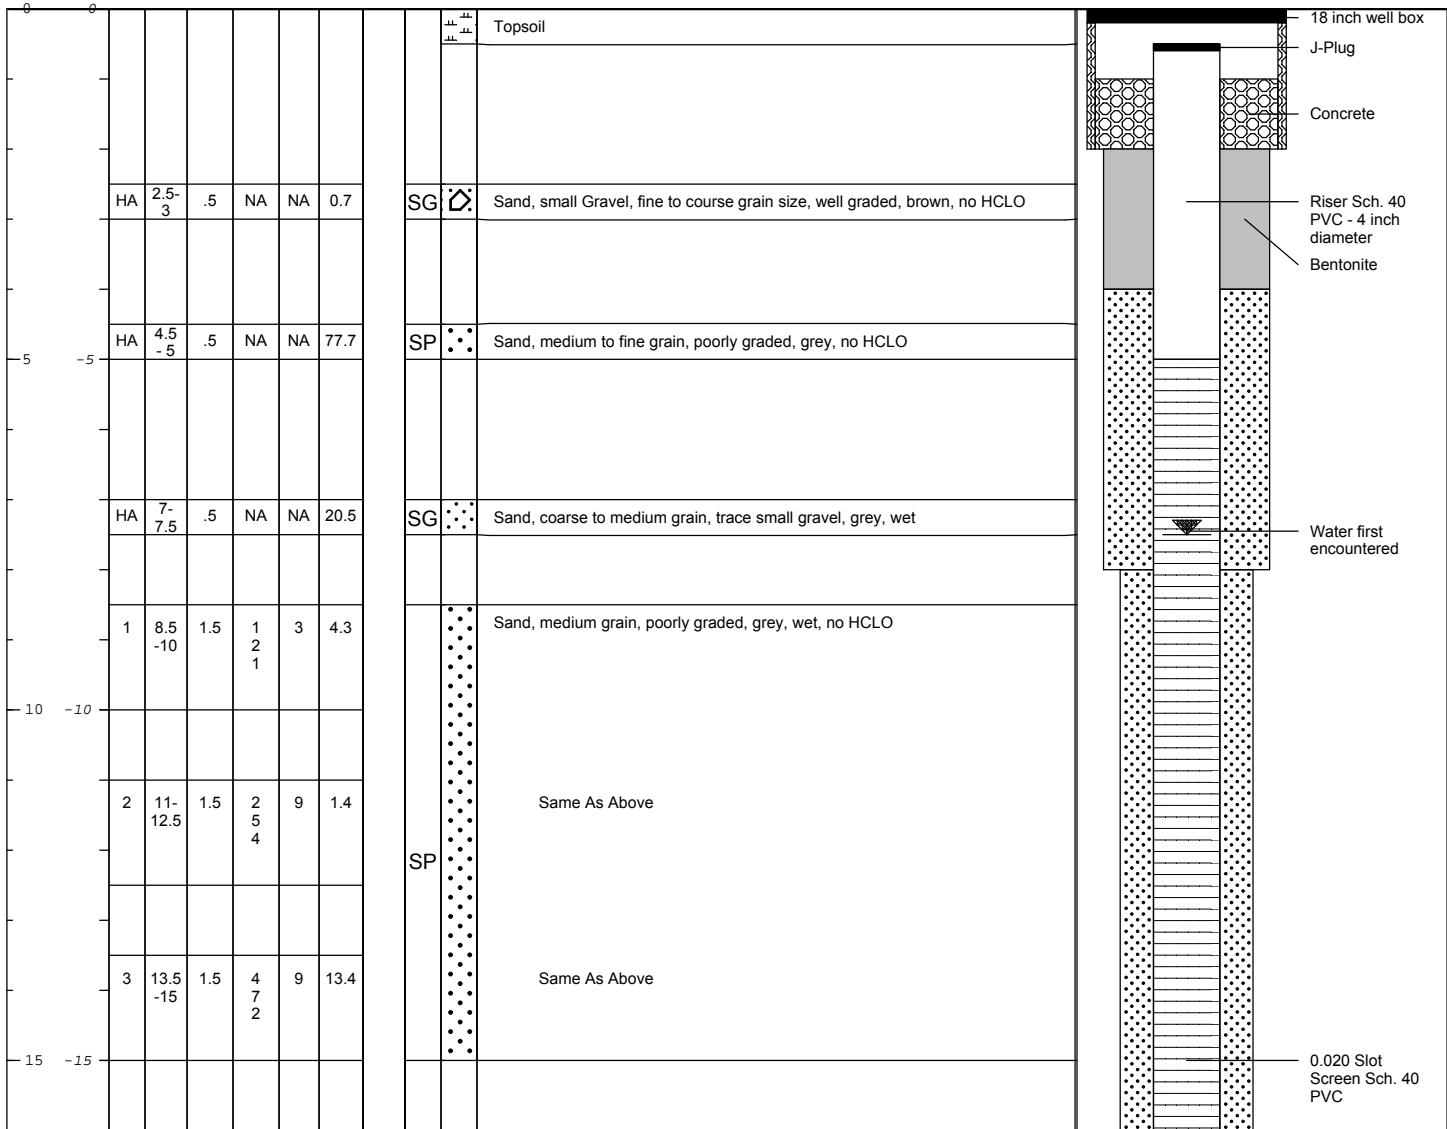 0 0
Topsoil
18 inch well box
J-Plug
Concrete
HA 2.5-3 .5 NA NA 0.7 SG Sand, small Gravel, fine to course grain size, well graded, brown, no HCLO
Riser Sch. 40
PVC - 4 inch
diameter
Bentonite
HA 4.5 - 5 .5 NA NA 77.7 SP Sand, medium to fine grain, poorly graded, grey, no HCLO
5 -5
HA 7-7.5 .5 NA NA 20.5 SG Sand, coarse to medium grain, trace small gravel, grey, wet
Water first
encountered
1 8.5 -10 1.5 1 2 1 3 4.3 Sand, medium grain, poorly graded, grey, wet, no HCLO
10 -10
2 11-12.5 1.5 2 5 4 9 1.4 Same As Above
SP
3 13.5 -15 1.5 4 7 2 9 13.4 Same As Above
15 -15
0.020 Slot
Screen Sch. 40
PVC